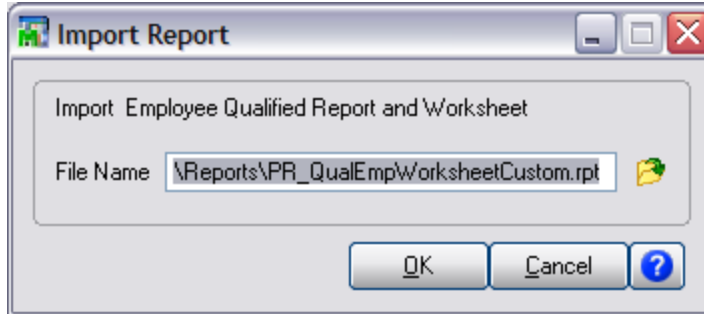 Import Report
Import Employee Qualified Report and Worksheet
File Name \Reports\PR_QualEmpWorksheetCustom.rpt
OK Cancel ?